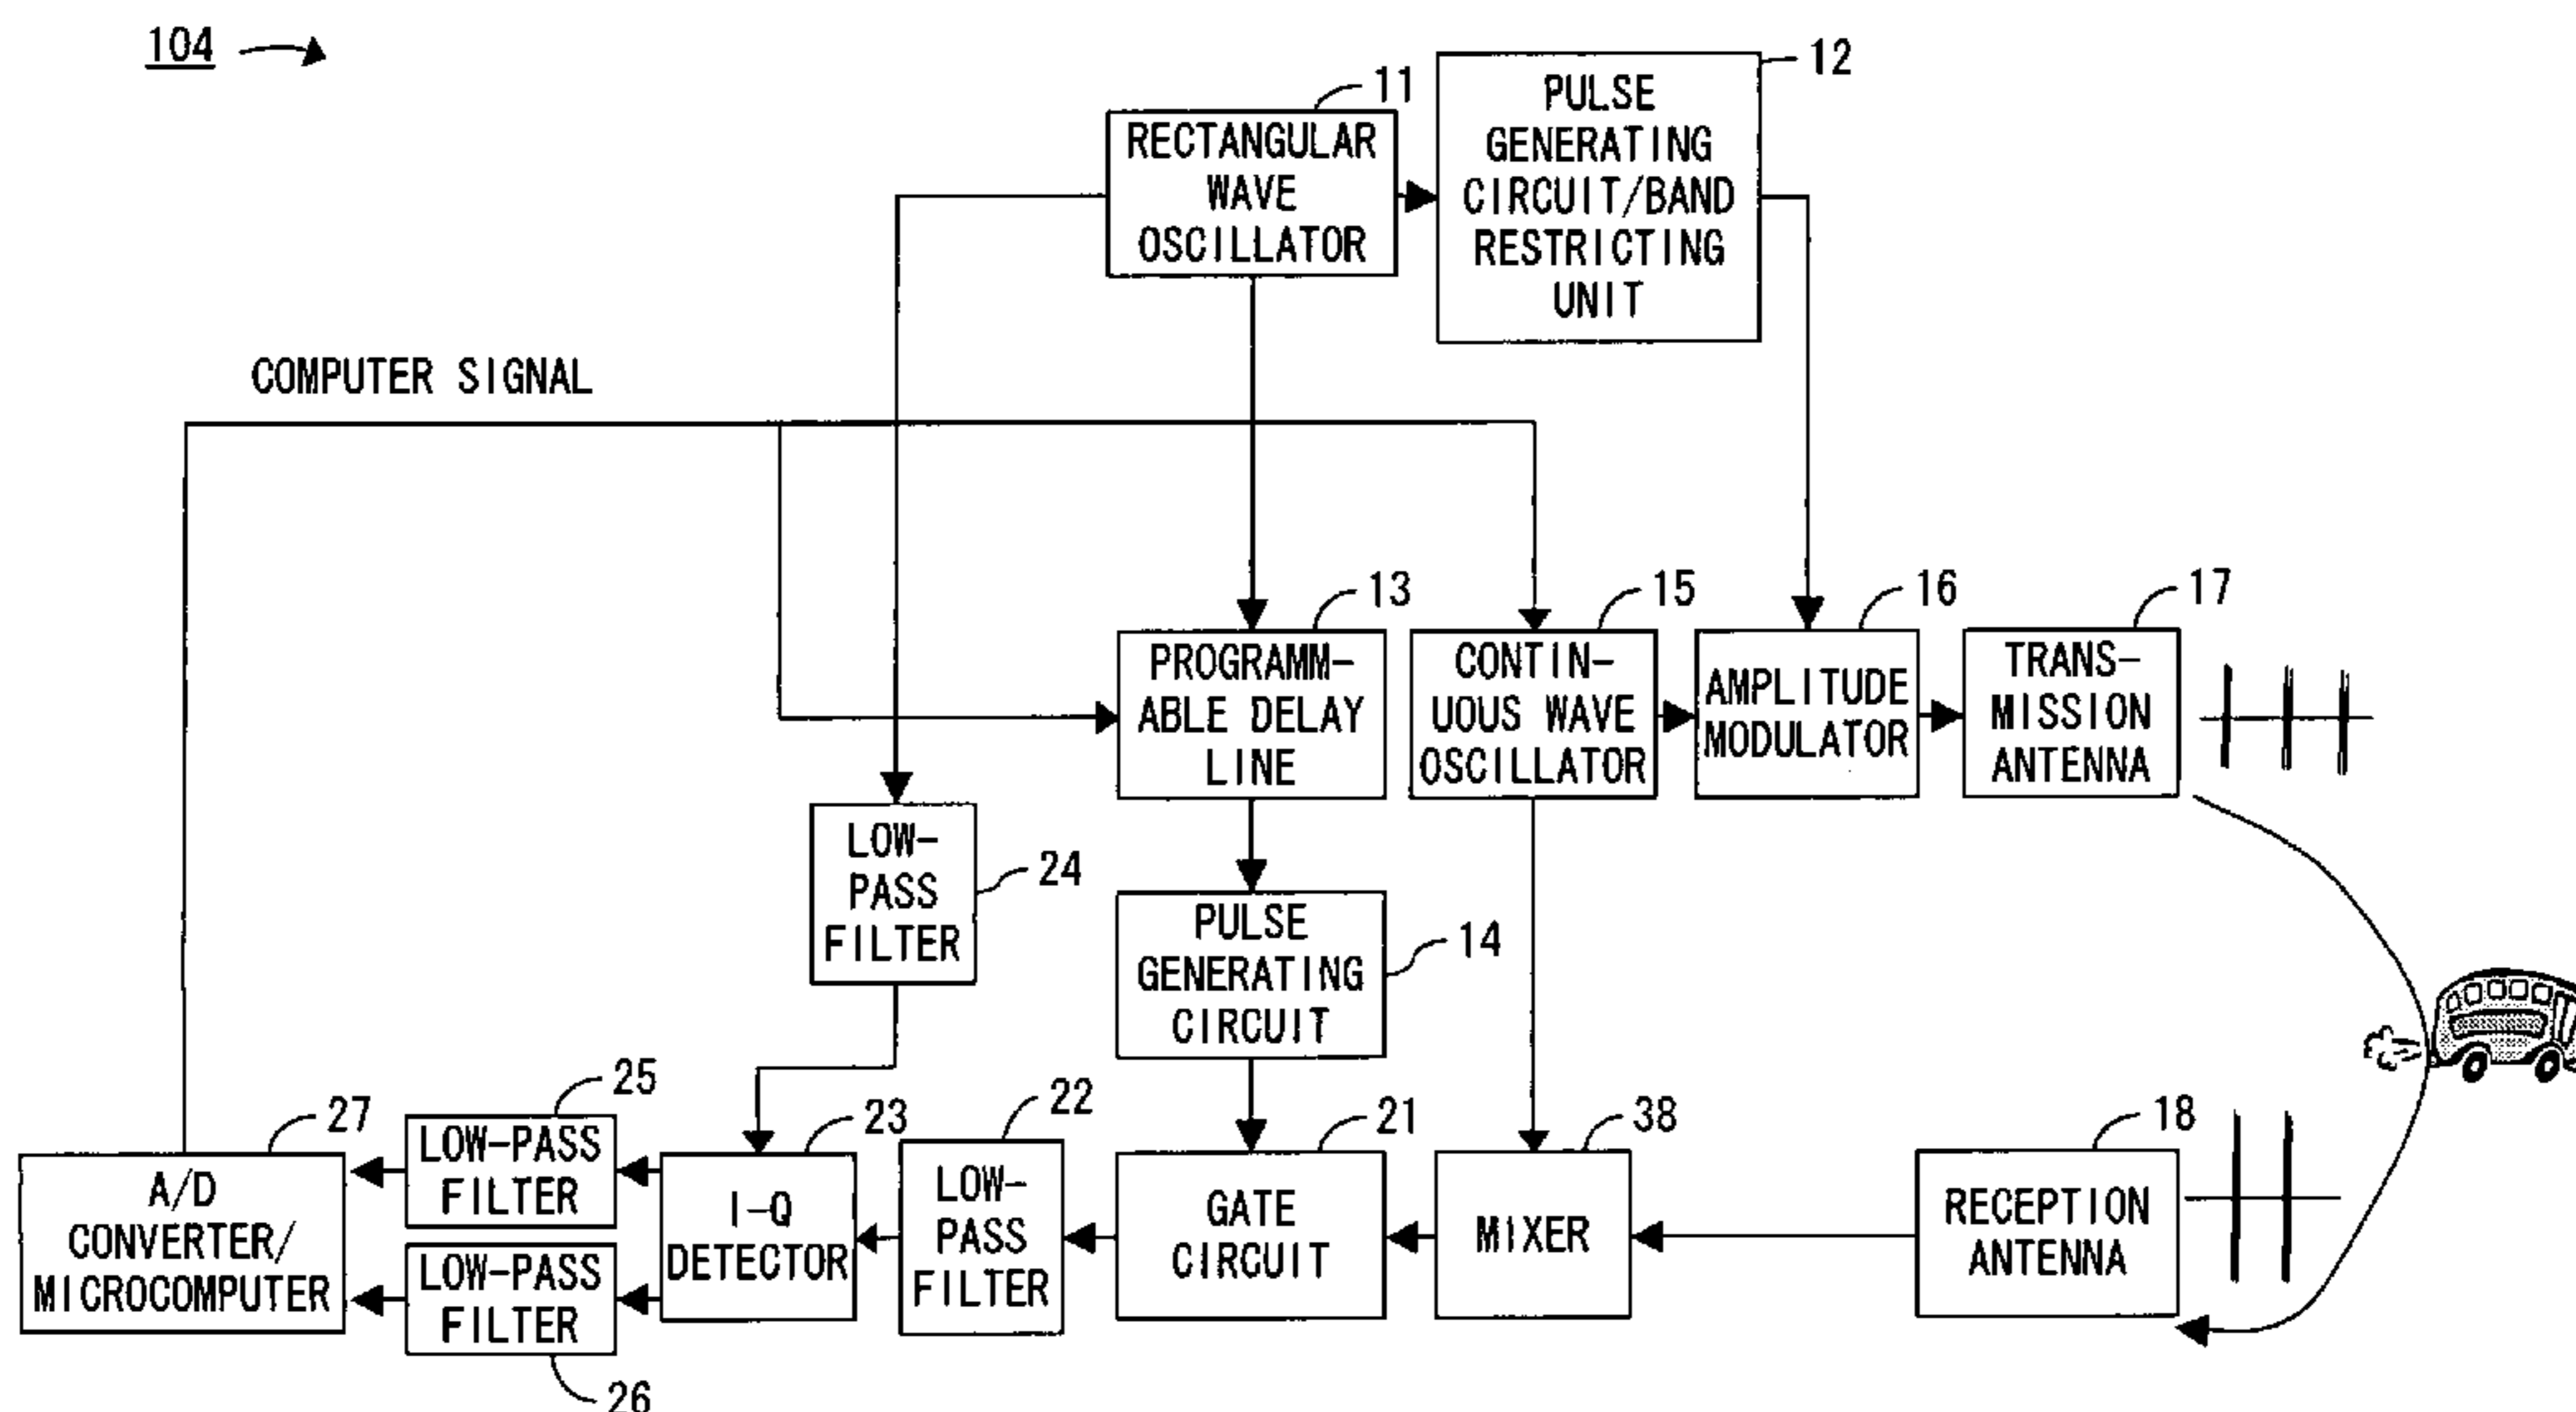 104
11
RECTANGULAR
WAVE
OSCILLATOR
12
PULSE
GENERATING
CIRCUIT/BAND
RESTRICTING
UNIT
COMPUTER SIGNAL
13
PROGRAMM-
ABLE DELAY
LINE
15
CONTIN-
UOUS WAVE
OSCILLATOR
16
AMPLITUDE
MODULATOR
17
TRANS-
MISSION
ANTENNA
24
LOW-
PASS
FILTER
14
PULSE
GENERATING
CIRCUIT
27
A/D
CONVERTER/
MICROCOMPUTER
25
LOW-PASS
FILTER
26
LOW-PASS
FILTER
23
I-Q
DETECTOR
22
LOW-
PASS
FILTER
21
GATE
CIRCUIT
38
MIXER
18
RECEPTION
ANTENNA